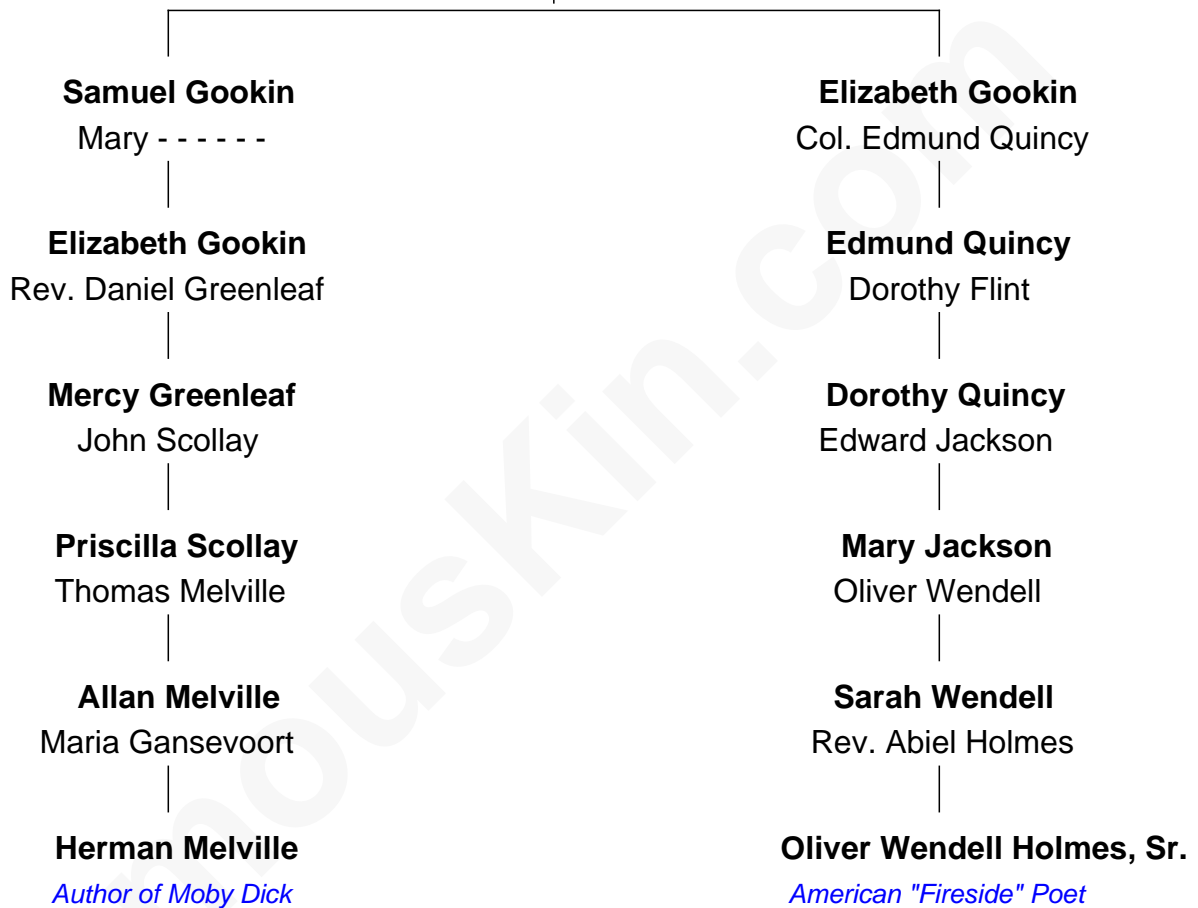 Samuel Gookin
Mary - - - - - -
Elizabeth Gookin
Rev. Daniel Greenleaf
Mercy Greenleaf
John Scollay
Priscilla Scollay
Thomas Melville
Allan Melville
Maria Gansevoort
Herman Melville
Author of Moby Dick
Elizabeth Gookin
Col. Edmund Quincy
Edmund Quincy
Dorothy Flint
Dorothy Quincy
Edward Jackson
Mary Jackson
Oliver Wendell
Sarah Wendell
Rev. Abiel Holmes
Oliver Wendell Holmes, Sr.
American "Fireside" Poet
mouskin.com